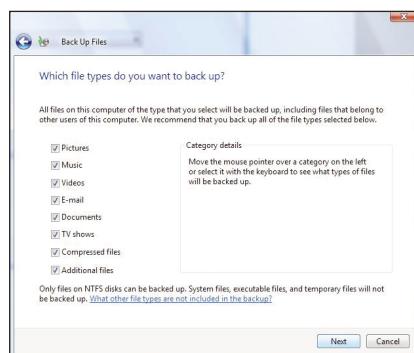 Back Up Files
Which file types do you want to back up?
All files on this computer of the type that you select will be backed up, including files that belong to
other users of this computer. We recommend that you back up all of the file types selected below.
Pictures
Music
Videos
E-mail
Documents
TV shows
Compressed files
Additional files
Category details
Move the mouse pointer over a category on the left
or select it with the keyboard to see what types of files
will be backed up.
Only files on NTFS disks can be backed up. System files, executable files, and temporary files will not
be backed up. What other file types are not included in the backup?
Next
Cancel